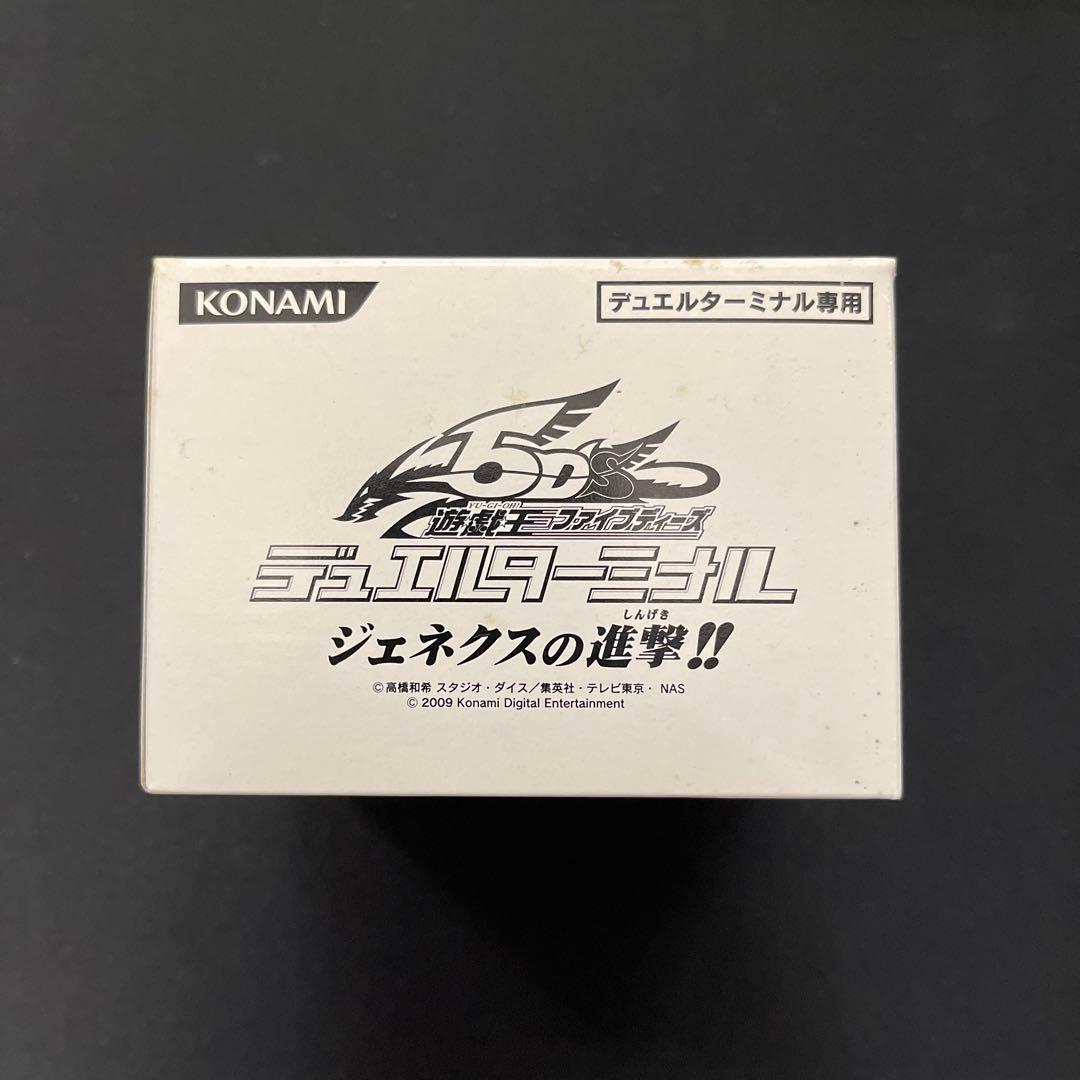 KONAMI
デュエルターミナル専用
5D's
YU-GI-OH!
遊戯王ファイブディーズ
デュエルターミナル
しんげき
ジェネクスの進撃!!
©高橋和希 スタジオ・ダイス／集英社・テレビ東京・NAS
© 2009 Konami Digital Entertainment